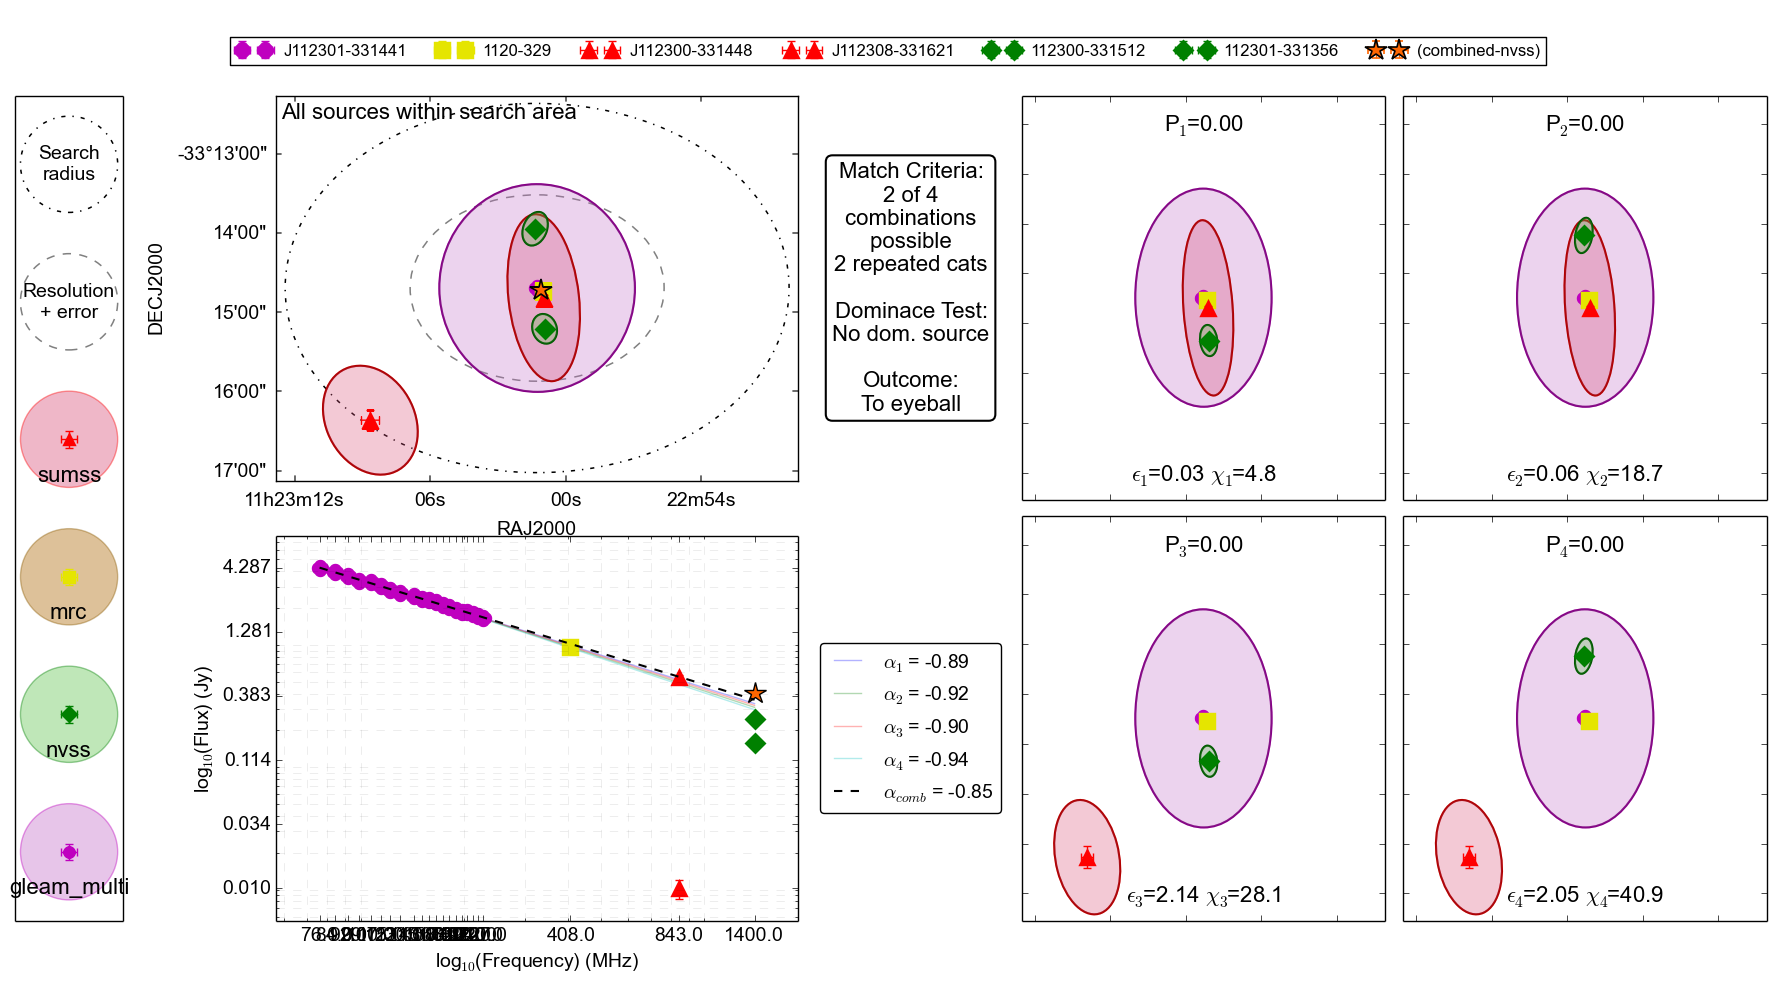 J112301-331441 1120-329 J112300-331448 J112308-331621 112300-331512 112301-331356 (combined-nvss)
Search
radius
Resolution
+ error
sumss
mrc
nvss
gleam_multi
All sources within search area
DECJ2000
-33°13'00"
14'00"
15'00"
16'00"
17'00"
11h23m12s 06s 00s 22m54s
RAJ2000
Match Criteria:
2 of 4
combinations
possible
2 repeated cats
Dominace Test:
No dom. source
Outcome:
To eyeball
P1=0.00
ϵ1=0.03 χ1=4.8
P2=0.00
ϵ2=0.06 χ2=18.7
log10(Flux) (Jy)
4.287
1.281
0.383
0.114
0.034
0.010
408.0 843.0 1400.0
log10(Frequency) (MHz)
α1 = -0.89
α2 = -0.92
α3 = -0.90
α4 = -0.94
αcomb = -0.85
P3=0.00
ϵ3=2.14 χ3=28.1
P4=0.00
ϵ4=2.05 χ4=40.9